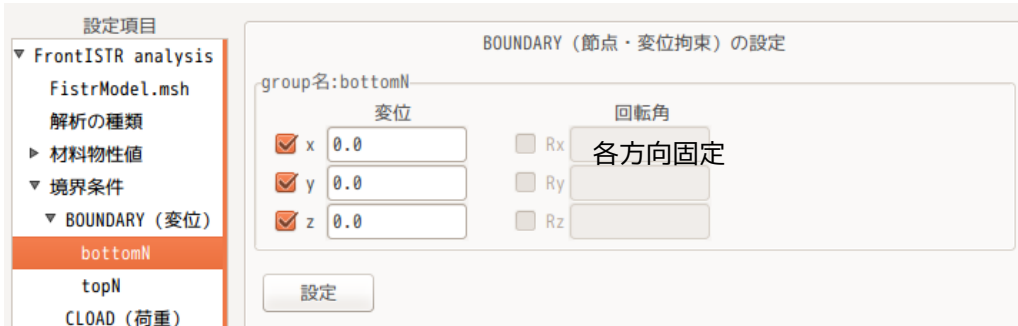 設定項目
▼ FrontISTR analysis
FistrModel.msh
解析の種類
▶ 材料物性値
▼ 境界条件
▼ BOUNDARY (変位)
bottomN
topN
CLOAD (荷重)
BOUNDARY (節点・変位拘束) の設定
group名:bottomN
変位 回転角
x 0.0 Rx
各方向固定
y 0.0 Ry
z 0.0 Rz
設定